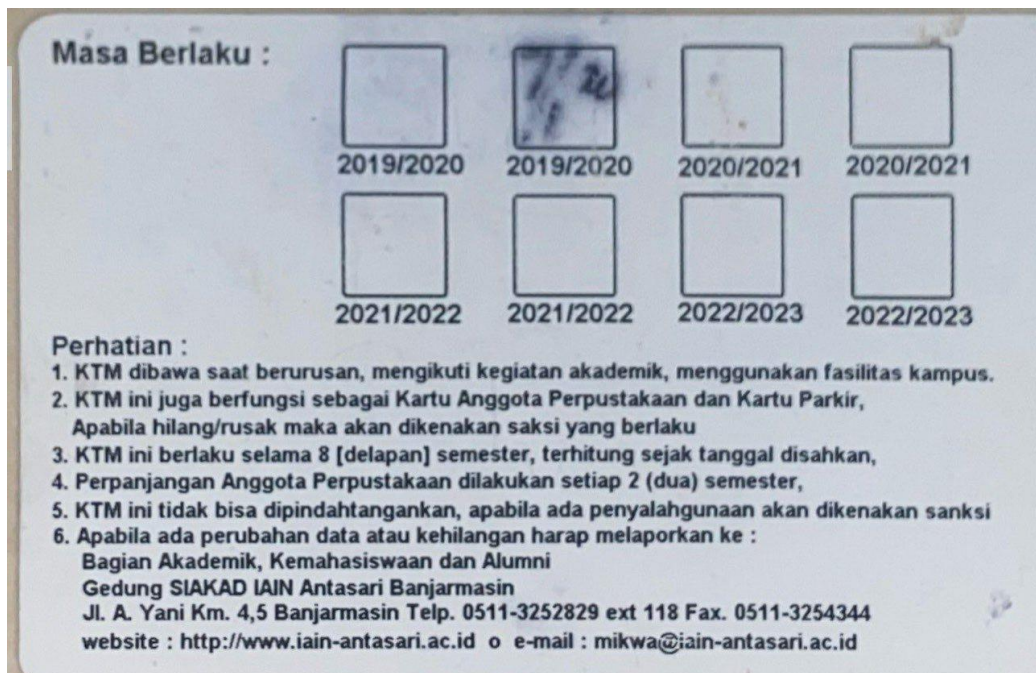 Masa Berlaku :
2019/2020 2019/2020 2020/2021 2020/2021
2021/2022 2021/2022 2022/2023 2022/2023
Perhatian :
1. KTM dibawa saat berurusan, mengikuti kegiatan akademik, menggunakan fasilitas kampus.
2. KTM ini juga berfungsi sebagai Kartu Anggota Perpustakaan dan Kartu Parkir,
Apabila hilang/rusak maka akan dikenakan saksi yang berlaku
3. KTM ini berlaku selama 8 [delapan] semester, terhitung sejak tanggal disahkan,
4. Perpanjangan Anggota Perpustakaan dilakukan setiap 2 (dua) semester,
5. KTM ini tidak bisa dipindahtangankan, apabila ada penyalahgunaan akan dikenakan sanksi
6. Apabila ada perubahan data atau kehilangan harap melaporkan ke :
Bagian Akademik, Kemahasiswaan dan Alumni
Gedung SIAKAD IAIN Antasari Banjarmasin
Jl. A. Yani Km. 4,5 Banjarmasin Telp. 0511-3252829 ext 118 Fax. 0511-3254344
website : http://www.iain-antasari.ac.id o e-mail : mikwa@iain-antasari.ac.id